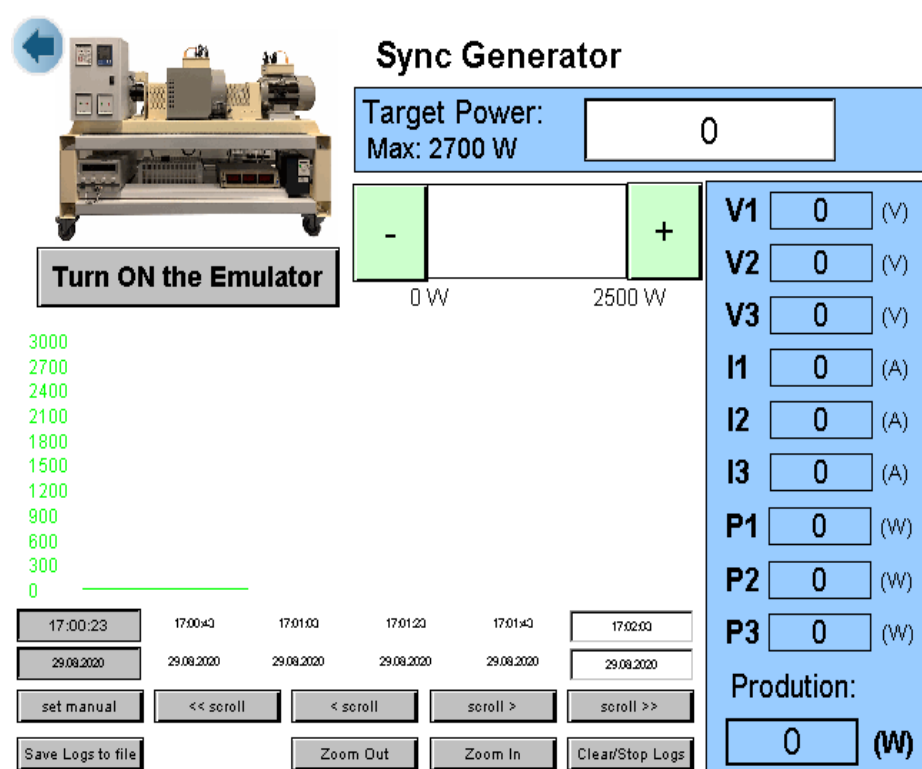 Sync Generator
Target Power:
Max: 2700 W
0
-
+
0 W
2500 W
Turn ON the Emulator
V1 0 (V)
V2 0 (V)
V3 0 (V)
I1 0 (A)
I2 0 (A)
I3 0 (A)
P1 0 (W)
P2 0 (W)
P3 0 (W)
Prodution:
0 (W)
3000
2700
2400
2100
1800
1500
1200
900
600
300
0
17:00:23 17:00:43 17:01:03 17:01:23 17:01:43 17:02:03
29.08.2020 29.08.2020 29.08.2020 29.08.2020 29.08.2020 29.08.2020
set manual << scroll < scroll scroll > scroll >>
Save Logs to file Zoom Out Zoom In Clear/Stop Logs